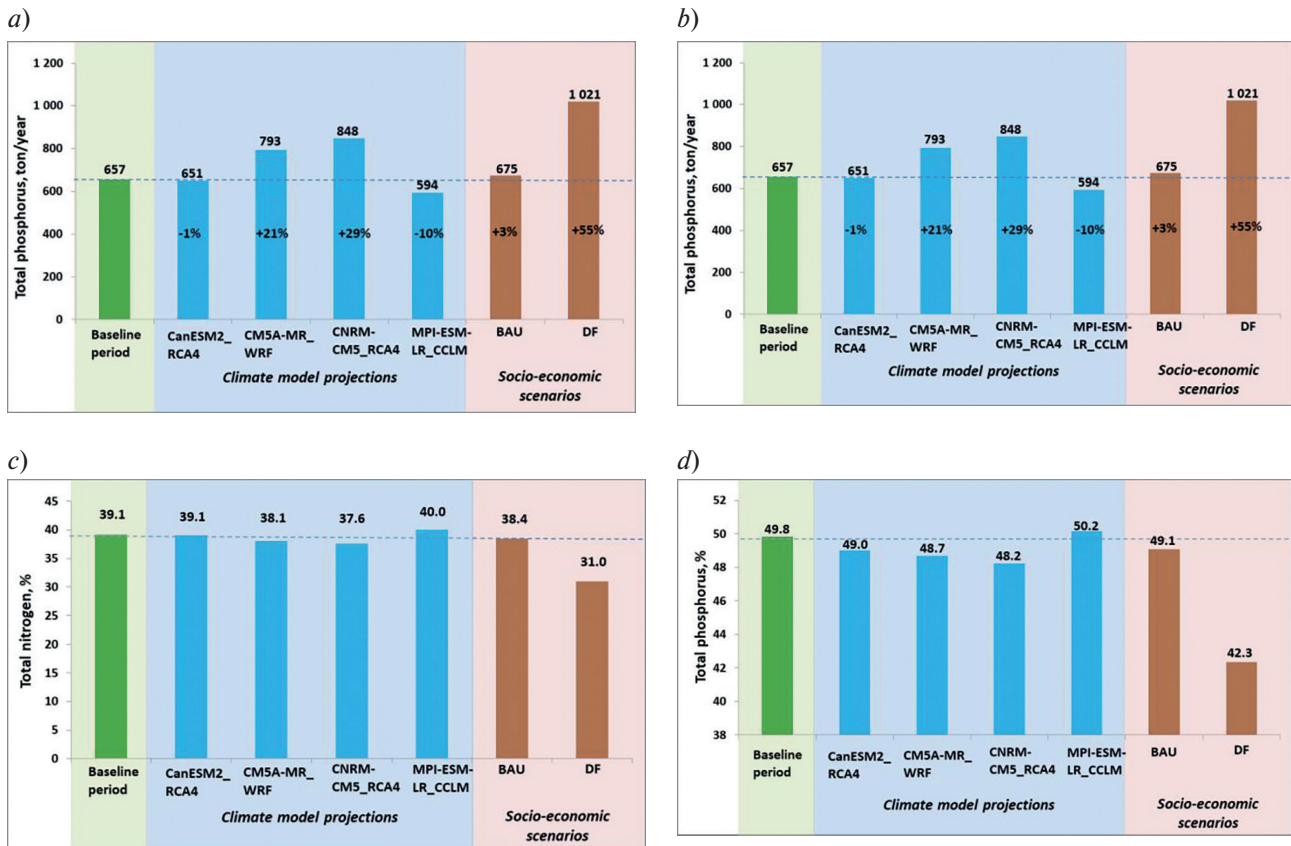 a)
b)
Total phosphorus, ton/year
1 200
1 000
800
600
400
200
0
657
651
793
848
594
675
1 021
-1%
+21%
+29%
-10%
+3%
+55%
Baseline
period
CanESM2_
RCA4
CM5A-MR_
WRF
CNRM-
CM5_RCA4
MPI-ESM-
LR_CCLM
BAU
DF
Climate model projections
Socio-economic
scenarios
Total phosphorus, ton/year
1 200
1 000
800
600
400
200
0
657
651
793
848
594
675
1 021
-1%
+21%
+29%
-10%
+3%
+55%
Baseline
period
CanESM2_
RCA4
CM5A-MR_
WRF
CNRM-
CM5_RCA4
MPI-ESM-
LR_CCLM
BAU
DF
Climate model projections
Socio-economic
scenarios
c)
d)
Total nitrogen, %
45
40
35
30
25
20
15
10
5
0
39.1
39.1
38.1
37.6
40.0
38.4
31.0
Baseline
period
CanESM2_
RCA4
CM5A-MR_
WRF
CNRM-
CM5_RCA4
MPI-ESM-
LR_CCLM
BAU
DF
Climate model projections
Socio-economic
scenarios
Total phosphorus, %
52
50
48
46
44
42
40
38
49.8
49.0
48.7
48.2
50.2
49.1
42.3
Baseline
period
CanESM2_
RCA4
CM5A-MR_
WRF
CNRM-
CM5_RCA4
MPI-ESM-
LR_CCLM
BAU
DF
Climate model projections
Socio-economic
scenarios